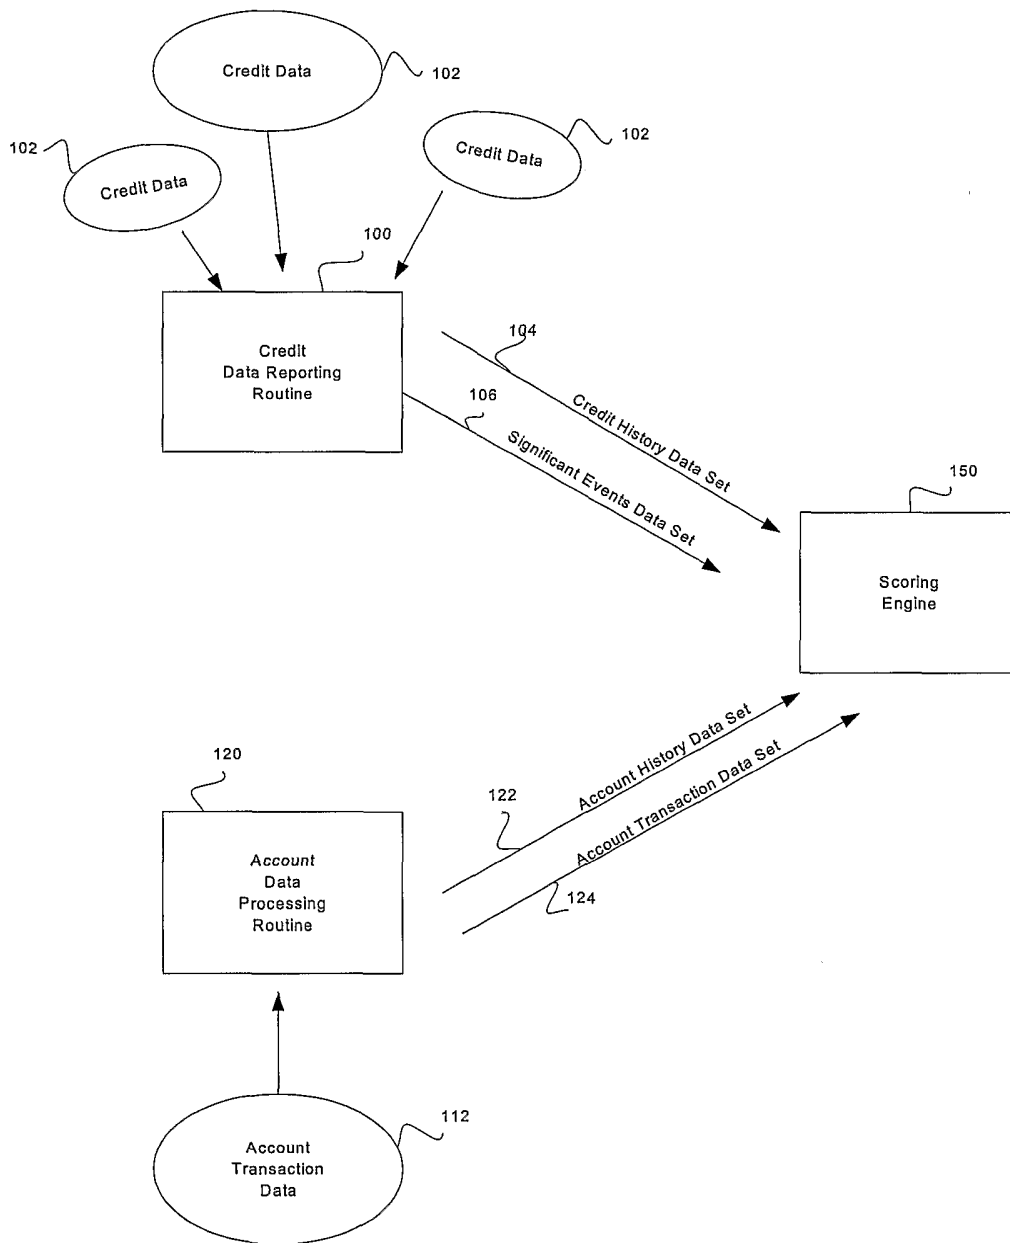 Credit Data
102
102
Credit Data
102
Credit Data
100
Credit
Data Reporting
Routine
104
Credit History Data Set
106
Significant Events Data Set
150
Scoring
Engine
120
Account
Data
Processing
Routine
122
Account History Data Set
Account Transaction Data Set
124
112
Account
Transaction
Data